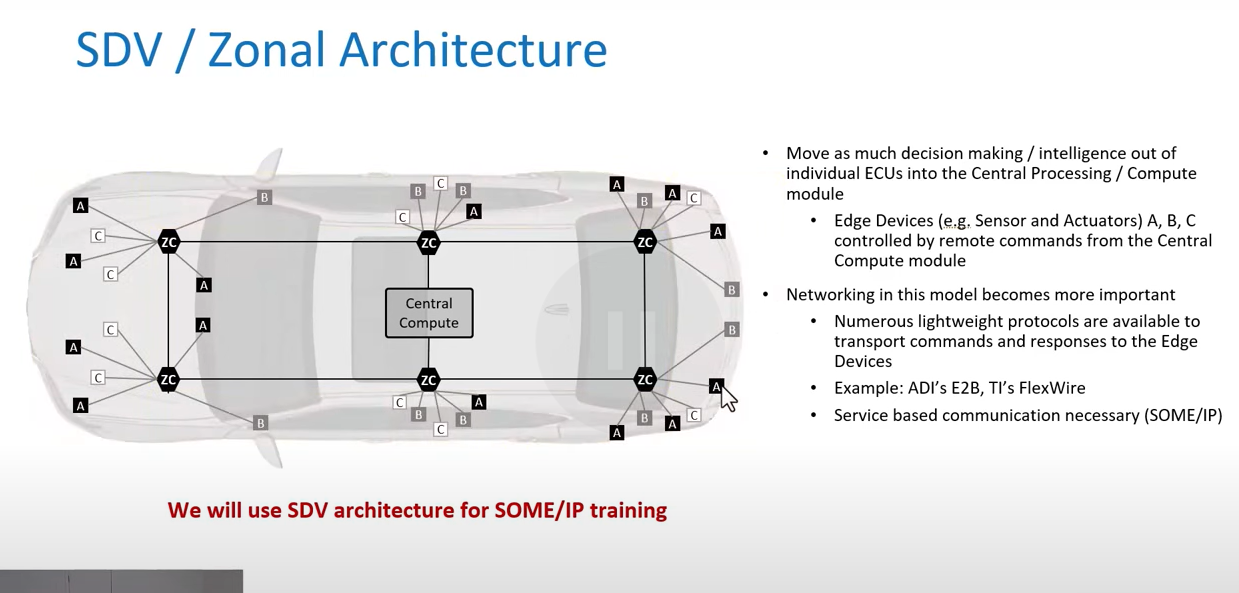 SDV / Zonal Architecture
• Move as much decision making / intelligence out of
individual ECUs into the Central Processing / Compute
module
• Edge Devices (e.g. Sensor and Actuators) A, B, C
controlled by remote commands from the Central
Compute module
• Networking in this model becomes more important
• Numerous lightweight protocols are available to
transport commands and responses to the Edge
Devices
• Example: ADI's E2B, TI's FlexWire
• Service based communication necessary (SOME/IP)
A
C
A
C
B
ZC
A
C
B
C
B
A
ZC
A
B
A
C
A
ZC
B
Central
Compute
C
A
C
A
A
ZC
B
C
B
C
B
A
ZC
B
A
C
A
B
A
ZC
We will use SDV architecture for SOME/IP training